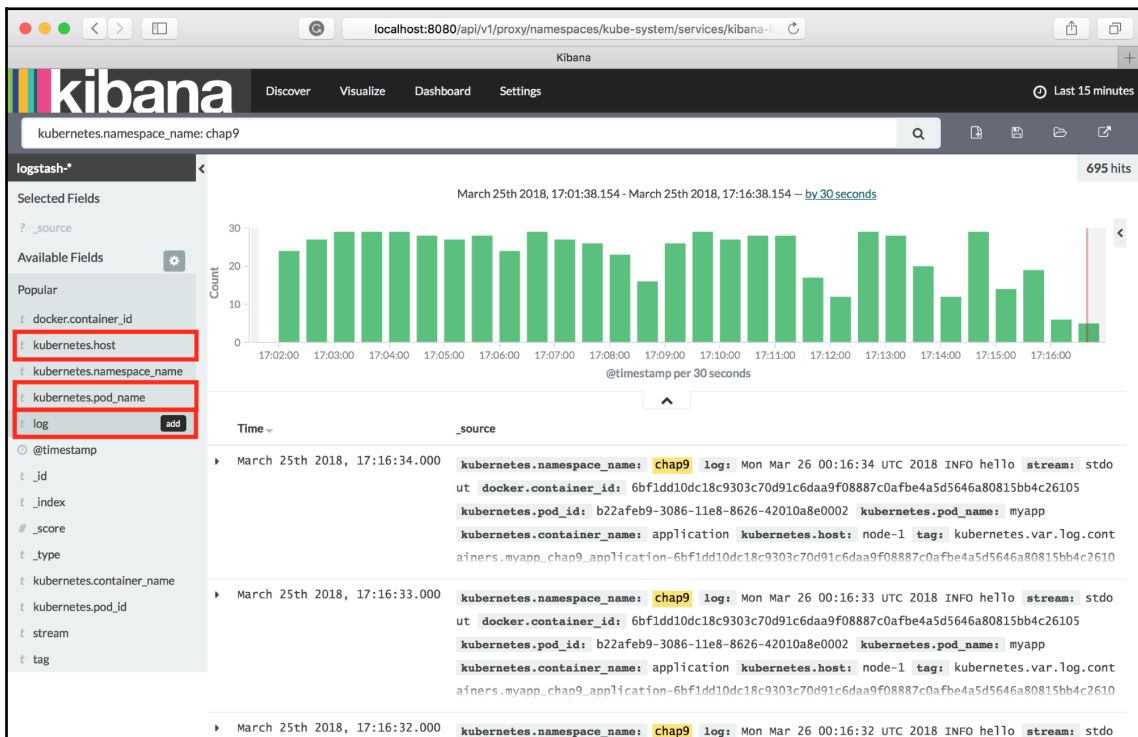 localhost:8080/api/v1/proxy/namespaces/kube-system/services/kibana-l
Kibana
kibana Discover Visualize Dashboard Settings Last 15 minutes
kubernetes.namespace_name: chap9
logstash-*
695 hits
Selected Fields
? _source
Available Fields
Popular
t docker.container_id
t kubernetes.host
t kubernetes.namespace_name
t kubernetes.pod_name
t log add
@timestamp
t _id
t _index
# _score
t _type
t kubernetes.container_name
t kubernetes.pod_id
t stream
t tag
March 25th 2018, 17:01:38.154 - March 25th 2018, 17:16:38.154 — by 30 seconds
Count
30
20
10
0
17:02:00 17:03:00 17:04:00 17:05:00 17:06:00 17:07:00 17:08:00 17:09:00 17:10:00 17:11:00 17:12:00 17:13:00 17:14:00 17:15:00 17:16:00
@timestamp per 30 seconds
Time _source
March 25th 2018, 17:16:34.000 kubernetes.namespace_name: chap9 log: Mon Mar 26 00:16:34 UTC 2018 INFO hello stream: stdo
ut docker.container_id: 6bf1dd10dc18c9303c70d91c6daa9f08887c0afbe4a5d5646a80815bb4c26105
kubernetes.pod_id: b22afeb9-3086-11e8-8626-42010a8e0002 kubernetes.pod_name: myapp
kubernetes.container_name: application kubernetes.host: node-1 tag: kubernetes.var.log.cont
ainers.myapp_chap9_application-6bf1dd10dc18c9303c70d91c6daa9f08887c0afbe4a5d5646a80815bb4c2610
March 25th 2018, 17:16:33.000 kubernetes.namespace_name: chap9 log: Mon Mar 26 00:16:33 UTC 2018 INFO hello stream: stdo
ut docker.container_id: 6bf1dd10dc18c9303c70d91c6daa9f08887c0afbe4a5d5646a80815bb4c26105
kubernetes.pod_id: b22afeb9-3086-11e8-8626-42010a8e0002 kubernetes.pod_name: myapp
kubernetes.container_name: application kubernetes.host: node-1 tag: kubernetes.var.log.cont
ainers.myapp_chap9_application-6bf1dd10dc18c9303c70d91c6daa9f08887c0afbe4a5d5646a80815bb4c2610
March 25th 2018, 17:16:32.000 kubernetes.namespace_name: chap9 log: Mon Mar 26 00:16:32 UTC 2018 INFO hello stream: stdo